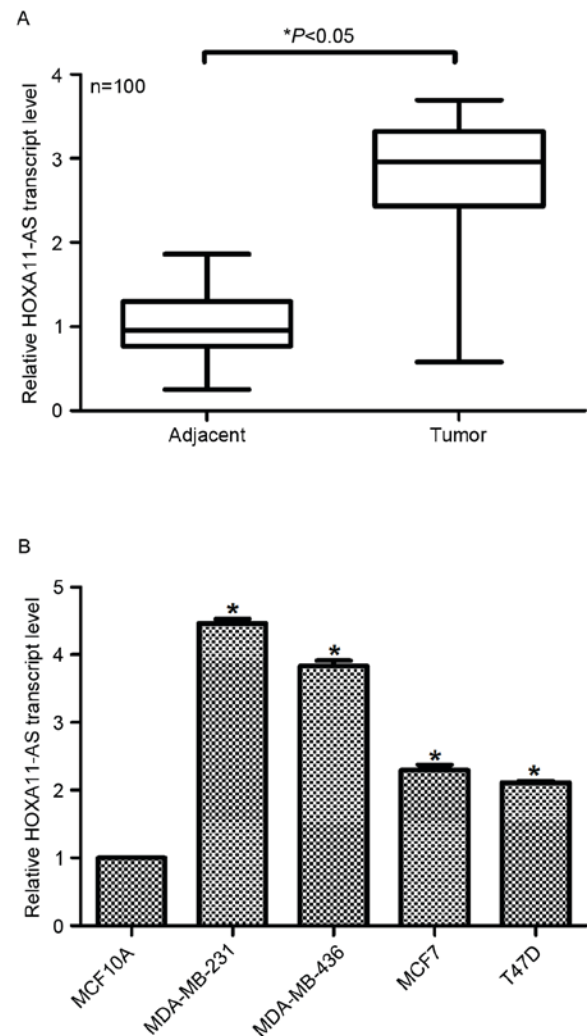 A
*P<0.05
n=100
Relative HOXA11-AS transcript level
4
3
2
1
0
Adjacent
Tumor
B
Relative HOXA11-AS transcript level
5
4
3
2
1
0
*
*
*
*
MCF10A
MDA-MB-231
MDA-MB-436
MCF7
T47D